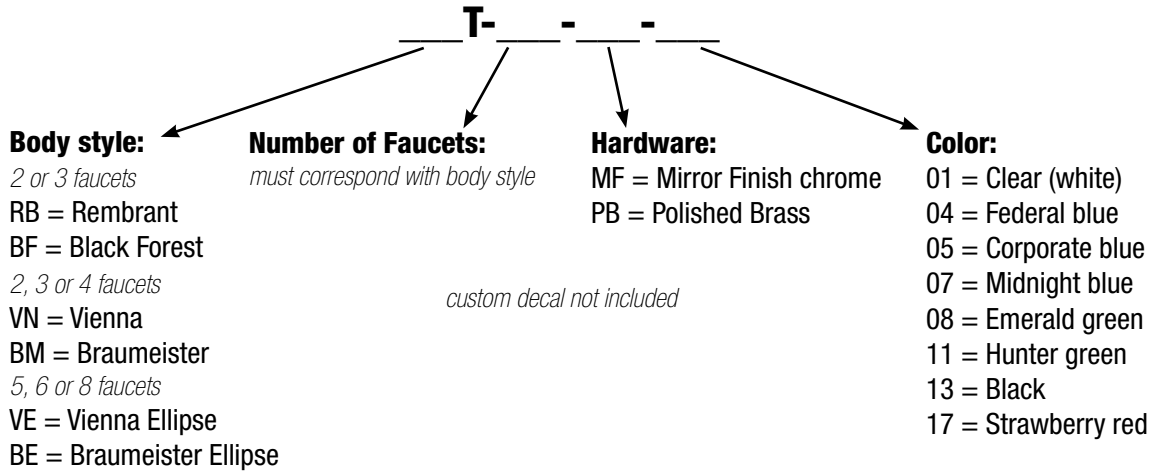 ___T-___-___-___
Body style:
2 or 3 faucets
RB = Rembrant
BF = Black Forest
2, 3 or 4 faucets
VN = Vienna
BM = Braumeister
5, 6 or 8 faucets
VE = Vienna Ellipse
BE = Braumeister Ellipse
Number of Faucets:
must correspond with body style
Hardware:
MF = Mirror Finish chrome
PB = Polished Brass
custom decal not included
Color:
01 = Clear (white)
04 = Federal blue
05 = Corporate blue
07 = Midnight blue
08 = Emerald green
11 = Hunter green
13 = Black
17 = Strawberry red